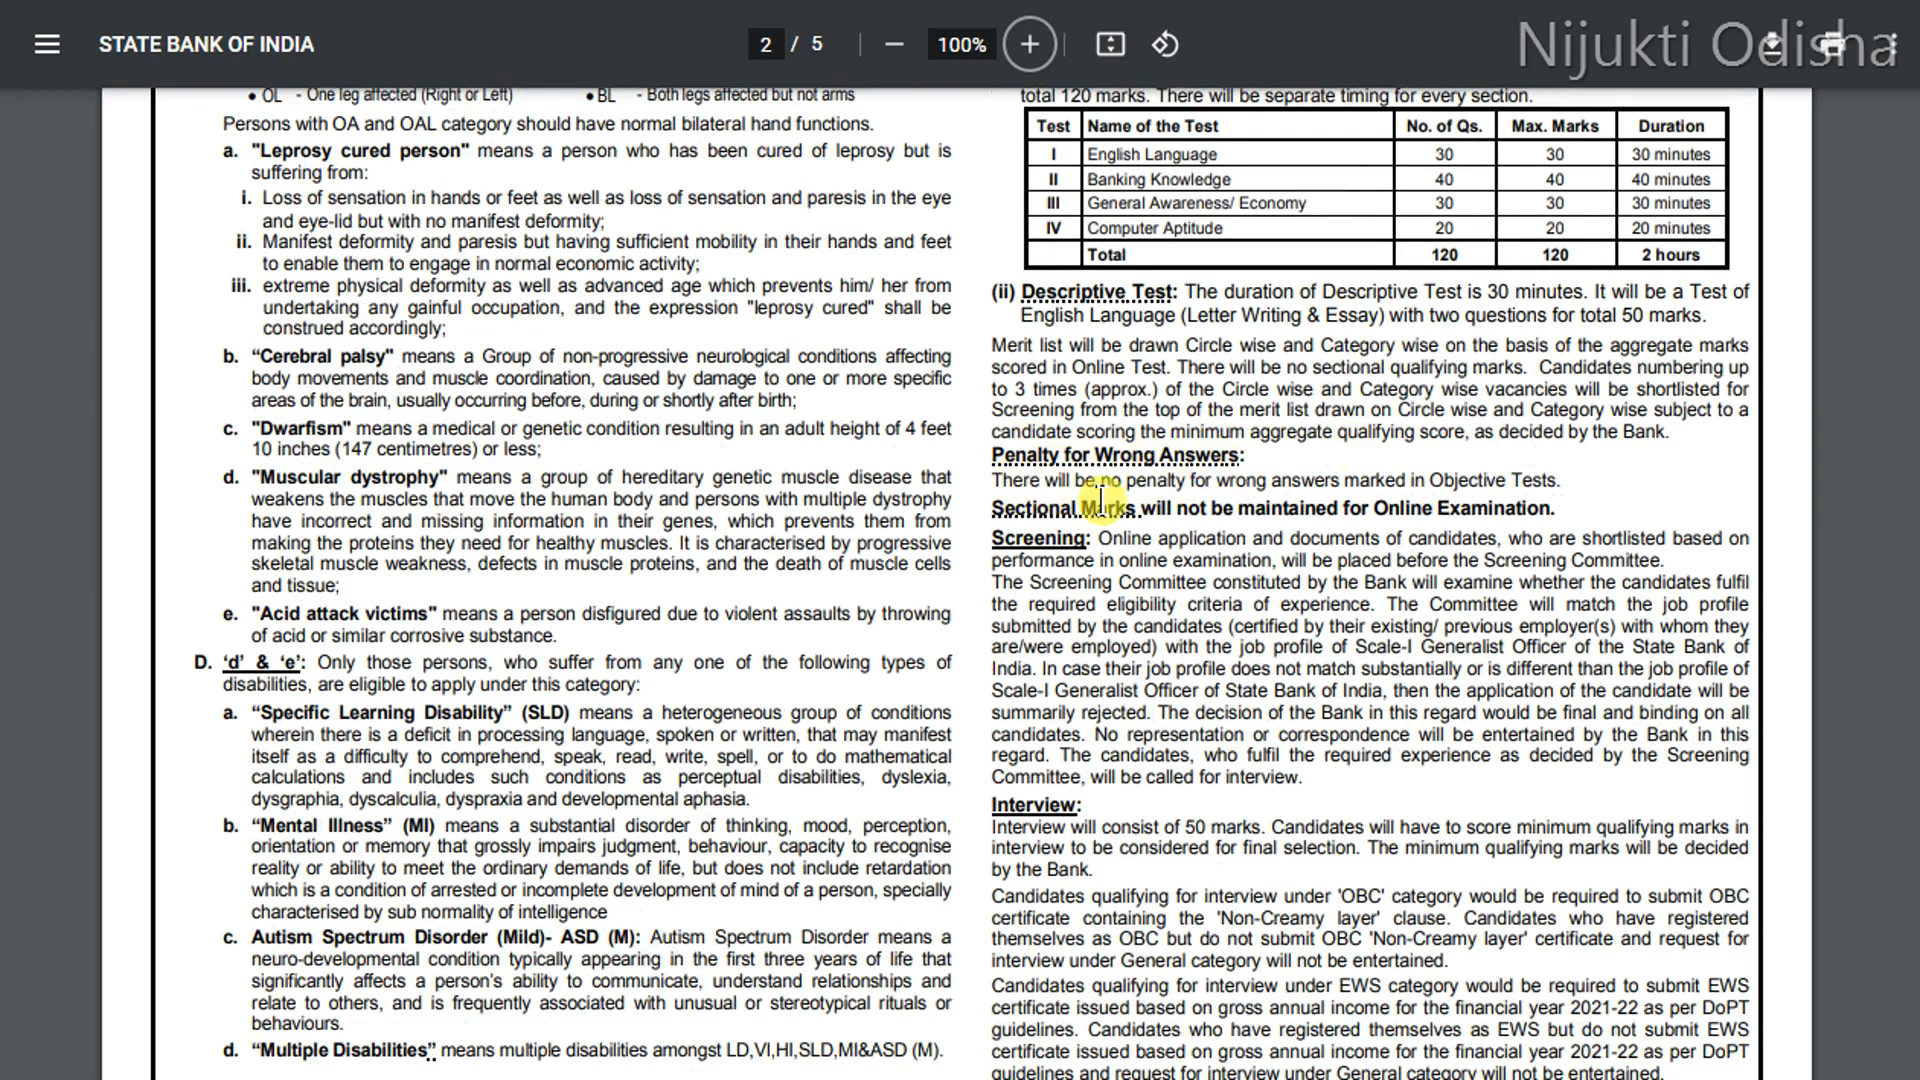 STATE BANK OF INDIA
2 / 5
100%
Nijukti Odisha
• OL - One leg affected (Right or Left) • BL - Both legs affected but not arms
Persons with OA and OAL category should have normal bilateral hand functions.
a. "Leprosy cured person" means a person who has been cured of leprosy but is
suffering from:
i. Loss of sensation in hands or feet as well as loss of sensation and paresis in the eye
and eye-lid but with no manifest deformity;
ii. Manifest deformity and paresis but having sufficient mobility in their hands and feet
to enable them to engage in normal economic activity;
iii. extreme physical deformity as well as advanced age which prevents him/ her from
undertaking any gainful occupation, and the expression "leprosy cured" shall be
construed accordingly;
b. “Cerebral palsy" means a Group of non-progressive neurological conditions affecting
body movements and muscle coordination, caused by damage to one or more specific
areas of the brain, usually occurring before, during or shortly after birth;
c. "Dwarfism" means a medical or genetic condition resulting in an adult height of 4 feet
10 inches (147 centimetres) or less;
d. "Muscular dystrophy" means a group of hereditary genetic muscle disease that
weakens the muscles that move the human body and persons with multiple dystrophy
have incorrect and missing information in their genes, which prevents them from
making the proteins they need for healthy muscles. It is characterised by progressive
skeletal muscle weakness, defects in muscle proteins, and the death of muscle cells
and tissue;
e. "Acid attack victims" means a person disfigured due to violent assaults by throwing
of acid or similar corrosive substance.
D. ‘d’ & ‘e’: Only those persons, who suffer from any one of the following types of
disabilities, are eligible to apply under this category:
a. “Specific Learning Disability” (SLD) means a heterogeneous group of conditions
wherein there is a deficit in processing language, spoken or written, that may manifest
itself as a difficulty to comprehend, speak, read, write, spell, or to do mathematical
calculations and includes such conditions as perceptual disabilities, dyslexia,
dysgraphia, dyscalculia, dyspraxia and developmental aphasia.
b. “Mental Illness” (MI) means a substantial disorder of thinking, mood, perception,
orientation or memory that grossly impairs judgment, behaviour, capacity to recognise
reality or ability to meet the ordinary demands of life, but does not include retardation
which is a condition of arrested or incomplete development of mind of a person, specially
characterised by sub normality of intelligence
c. Autism Spectrum Disorder (Mild)- ASD (M): Autism Spectrum Disorder means a
neuro-developmental condition typically appearing in the first three years of life that
significantly affects a person's ability to communicate, understand relationships and
relate to others, and is frequently associated with unusual or stereotypical rituals or
behaviours.
d. “Multiple Disabilities” means multiple disabilities amongst LD,VI,HI,SLD,MI&ASD (M).
total 120 marks. There will be separate timing for every section.
Test Name of the Test No. of Qs. Max. Marks Duration
I English Language 30 30 30 minutes
II Banking Knowledge 40 40 40 minutes
III General Awareness/ Economy 30 30 30 minutes
IV Computer Aptitude 20 20 20 minutes
Total 120 120 2 hours
(ii) Descriptive Test: The duration of Descriptive Test is 30 minutes. It will be a Test of
English Language (Letter Writing & Essay) with two questions for total 50 marks.
Merit list will be drawn Circle wise and Category wise on the basis of the aggregate marks
scored in Online Test. There will be no sectional qualifying marks. Candidates numbering up
to 3 times (approx.) of the Circle wise and Category wise vacancies will be shortlisted for
Screening from the top of the merit list drawn on Circle wise and Category wise subject to a
candidate scoring the minimum aggregate qualifying score, as decided by the Bank.
Penalty for Wrong Answers:
There will be no penalty for wrong answers marked in Objective Tests.
Sectional Marks will not be maintained for Online Examination.
Screening: Online application and documents of candidates, who are shortlisted based on
performance in online examination, will be placed before the Screening Committee.
The Screening Committee constituted by the Bank will examine whether the candidates fulfil
the required eligibility criteria of experience. The Committee will match the job profile
submitted by the candidates (certified by their existing/ previous employer(s) with whom they
are/were employed) with the job profile of Scale-I Generalist Officer of the State Bank of
India. In case their job profile does not match substantially or is different than the job profile of
Scale-I Generalist Officer of State Bank of India, then the application of the candidate will be
summarily rejected. The decision of the Bank in this regard would be final and binding on all
candidates. No representation or correspondence will be entertained by the Bank in this
regard. The candidates, who fulfil the required experience as decided by the Screening
Committee, will be called for interview.
Interview:
Interview will consist of 50 marks. Candidates will have to score minimum qualifying marks in
interview to be considered for final selection. The minimum qualifying marks will be decided
by the Bank.
Candidates qualifying for interview under 'OBC' category would be required to submit OBC
certificate containing the 'Non-Creamy layer' clause. Candidates who have registered
themselves as OBC but do not submit OBC 'Non-Creamy layer' certificate and request for
interview under General category will not be entertained.
Candidates qualifying for interview under EWS category would be required to submit EWS
certificate issued based on gross annual income for the financial year 2021-22 as per DoPT
guidelines. Candidates who have registered themselves as EWS but do not submit EWS
certificate issued based on gross annual income for the financial year 2021-22 as per DoPT
guidelines and request for interview under General category will not be entertained.